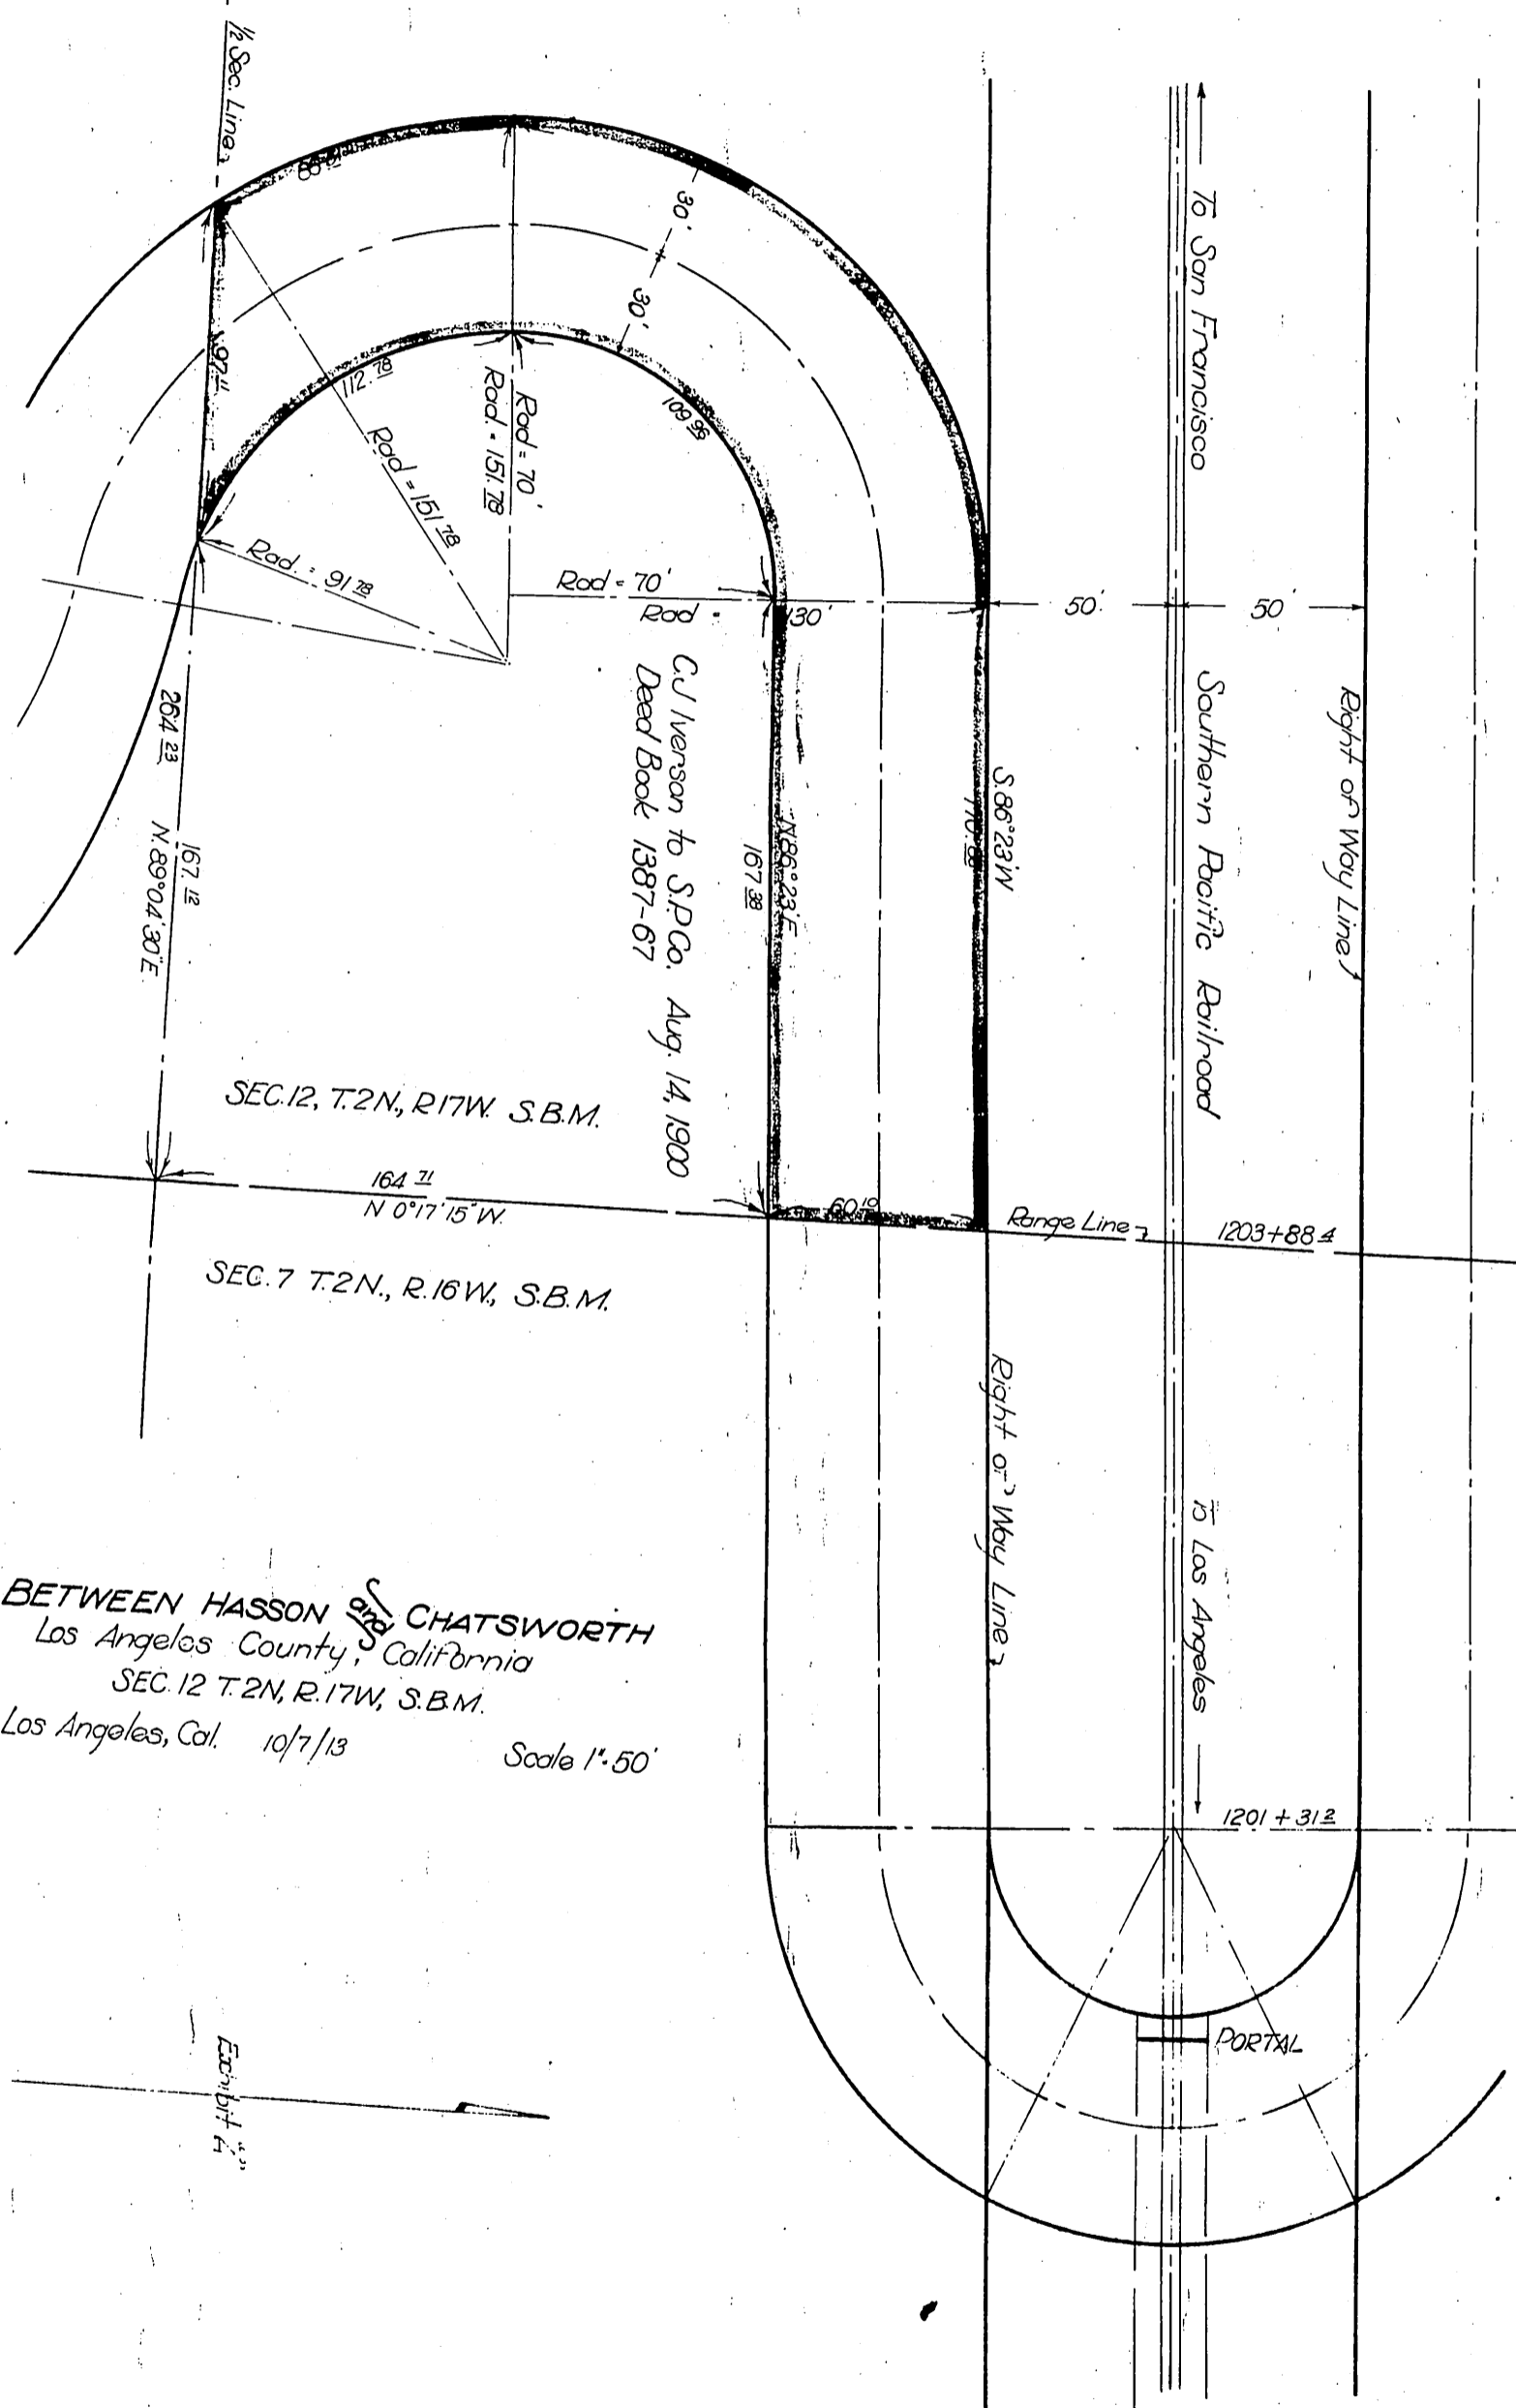 ½ Sec. Line
30'
30'
112.78
109.96
97.11
Rad = 70'
Rad. = 151.78
Rad = 151.78
Rad. = 91.78
Rad = 70'
Rad = 130'
50'.
50'
To San Francisco
Southern Pacific Railroad
Right of Way Line
S.86°23'W
N86°23'E
167.38
C.J Iverson to S.P.Co. Aug. 14, 1900
Deed Book 1387-67
264.23
167.12
N.89°04'30"E.
SEC.12, T.2N., R17W. S.B.M.
164.71
N 0°17'15"W.
60.10
Range Line
1203+88.4
SEC. 7 T.2N., R.16W., S.B.M.
Right of Way Line
To Los Angeles
BETWEEN HASSON and CHATSWORTH
Los Angeles County, California
SEC. 12 T.2N, R.17W, S.B.M.
Los Angeles, Cal. 10/7/13 Scale 1"=50'
1201+31.2
PORTAL
Exhibit "A"